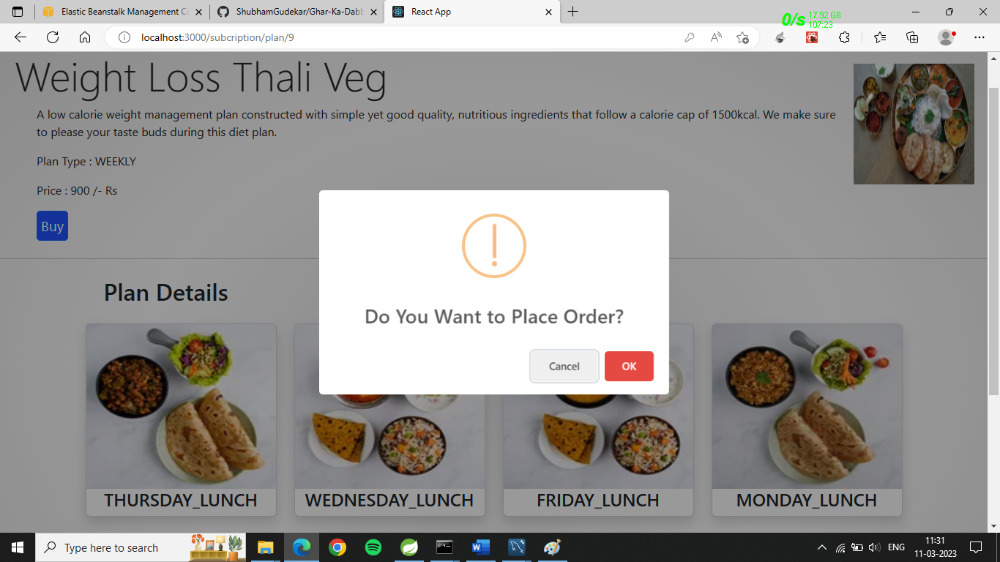 Elastic Beanstalk Management Co
ShubhamGudekar/Ghar-Ka-Dabb
React App
0/s
17.92 GB
107:23
localhost:3000/subcription/plan/9
Weight Loss Thali Veg
A low calorie weight management plan constructed with simple yet good quality, nutritious ingredients that follow a calorie cap of 1500kcal. We make sure
to please your taste buds during this diet plan.
Plan Type : WEEKLY
Price : 900 /- Rs
Buy
Do You Want to Place Order?
Cancel
OK
Plan Details
THURSDAY_LUNCH
WEDNESDAY_LUNCH
FRIDAY_LUNCH
MONDAY_LUNCH
Type here to search
ENG
11:31
11-03-2023